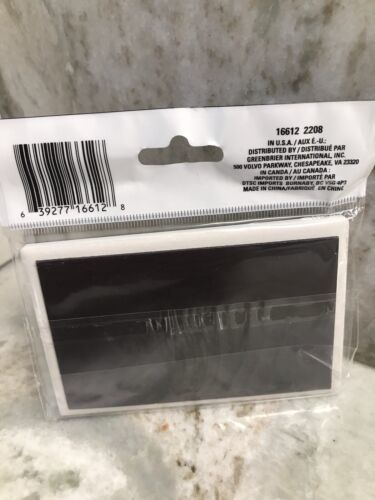 16612 2208
IN U.S.A. / AUX É.-U.:
DISTRIBUTED BY / DISTRIBUÉ PAR
GREENBRIER INTERNATIONAL, INC.
500 VOLVO PARKWAY, CHESAPEAKE, VA 23320
IN CANADA / AU CANADA :
IMPORTED BY / IMPORTÉ PAR
DTSC IMPORTS, BURNABY, BC V5G 4P7
MADE IN CHINA/FABRIQUÉ EN CHINE
6 39277 16612 8